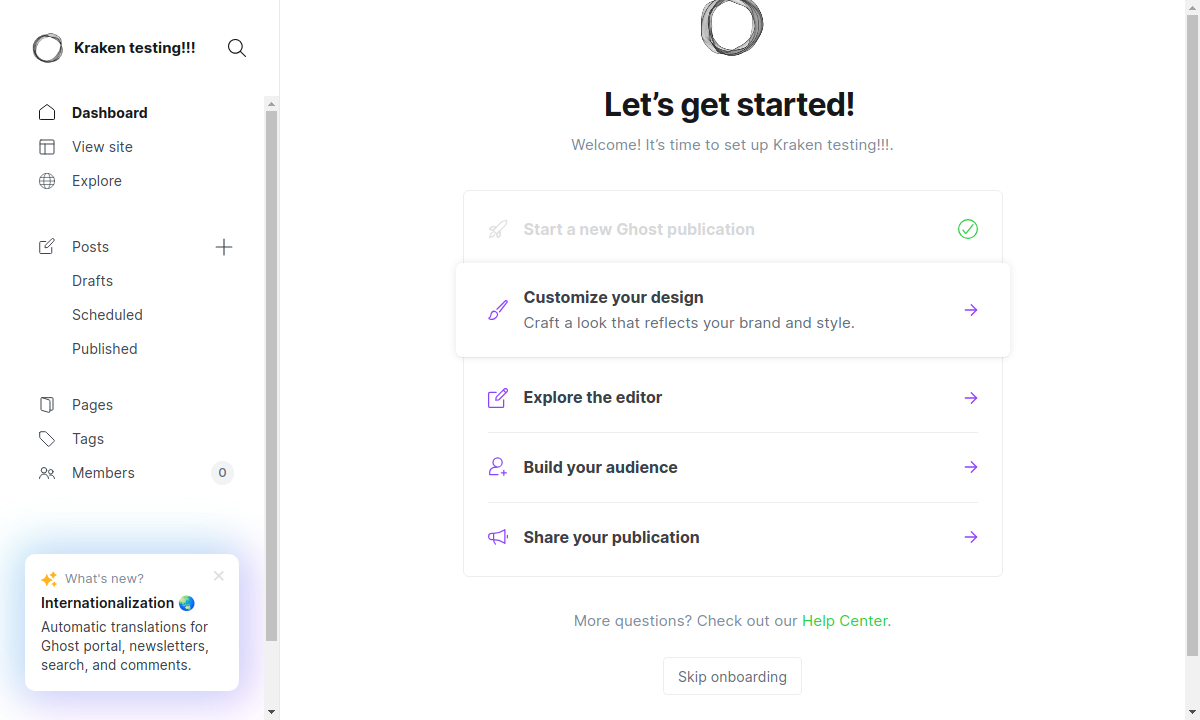 Kraken testing!!!
Dashboard
View site
Explore
Posts
Drafts
Scheduled
Published
Pages
Tags
Members
0
What's new?
Internationalization 🌏
Automatic translations for
Ghost portal, newsletters,
search, and comments.
Let’s get started!
Welcome! It’s time to set up Kraken testing!!!.
Start a new Ghost publication
Customize your design
Craft a look that reflects your brand and style.
Explore the editor
Build your audience
Share your publication
More questions? Check out our Help Center.
Skip onboarding